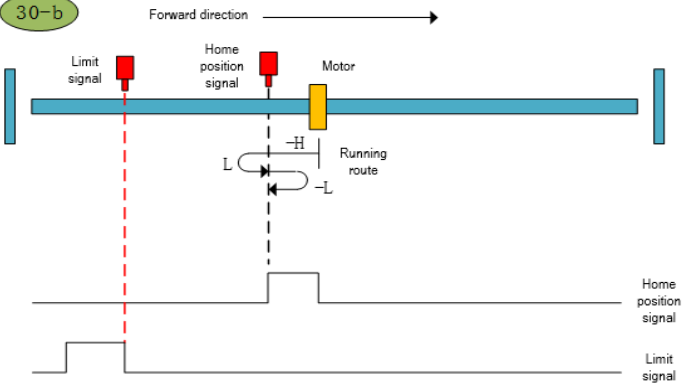 30-b
Forward direction
Limit
signal
Home
position
signal
Motor
-H
L
Running
route
-L
Home
position
signal
Limit
signal